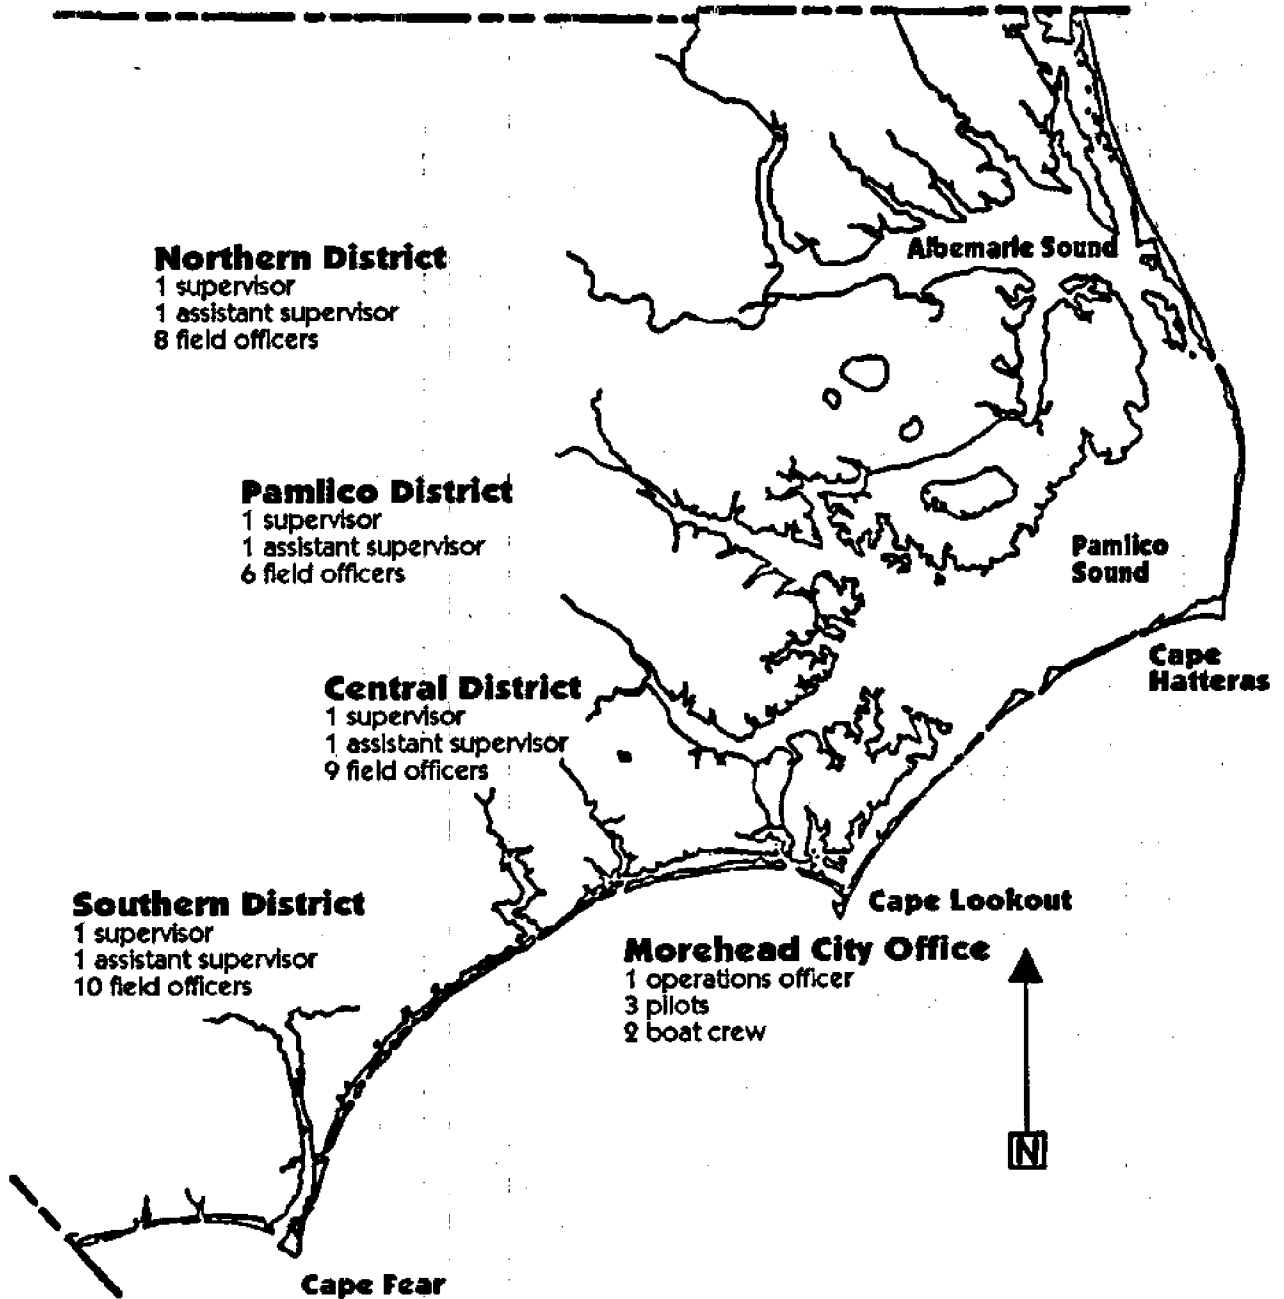 Albemarle Sound
Northern District
1 supervisor
1 assistant supervisor
8 field officers
Pamlico District
1 supervisor
1 assistant supervisor
6 field officers
Pamlico
Sound
Cape
Hatteras
Central District
1 supervisor
1 assistant supervisor
9 field officers
Southern District
1 supervisor
1 assistant supervisor
10 field officers
Cape Lookout
Morehead City Office
1 operations officer
3 pilots
2 boat crew
N
Cape Fear